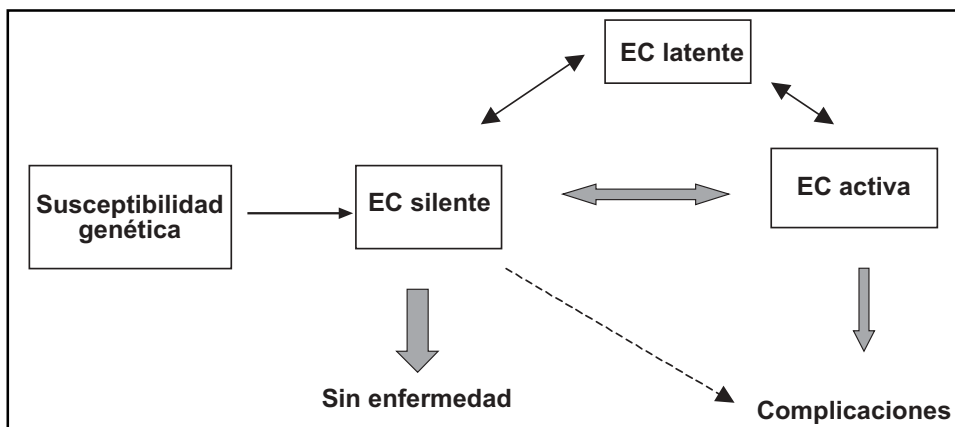 EC latente
Susceptibilidad
genética
EC silente
EC activa
Sin enfermedad
Complicaciones